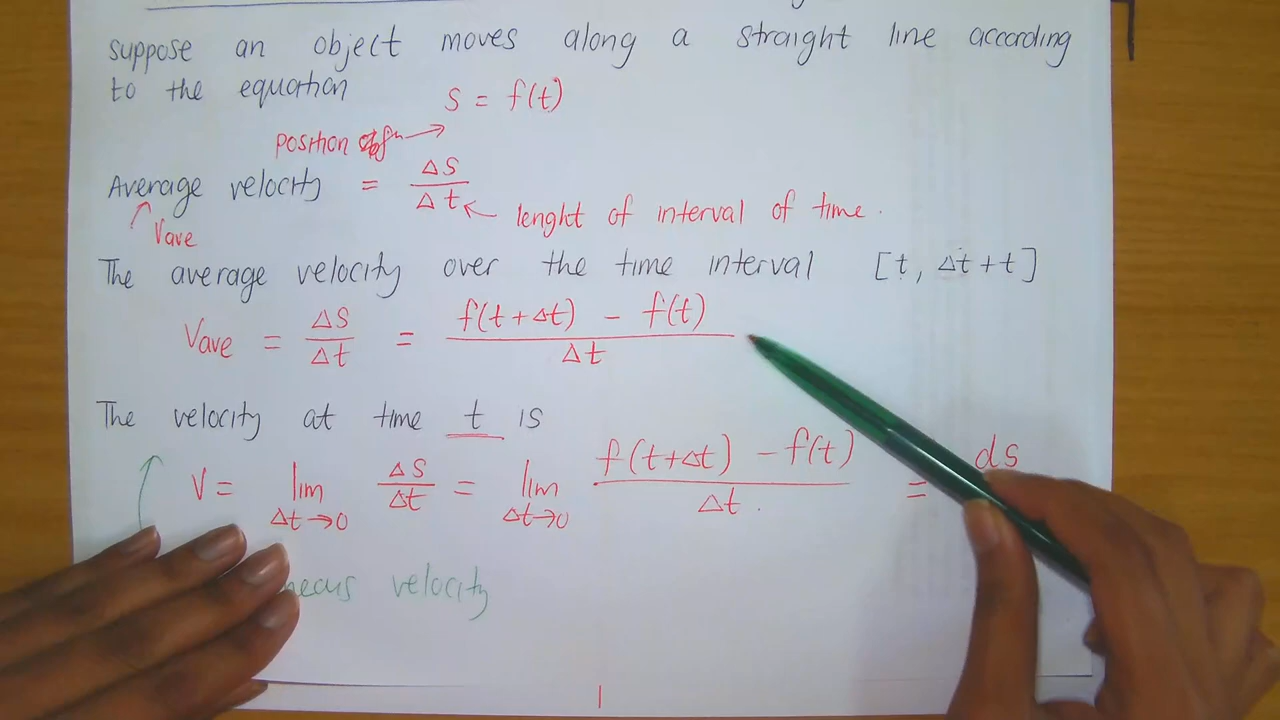 suppose an object moves along a straight line according
to the equation s = f(t)
position fn →
Average velocity = Δs/Δt ← lenght of interval of time.
Vave
The average velocity over the time interval [t, Δt+t]
Vave = Δs/Δt = f(t+Δt) - f(t)/Δt
The velocity at time t is
V = lim Δt→0 Δs/Δt = lim Δt→0 f(t+Δt) - f(t)/Δt = ds
velocity